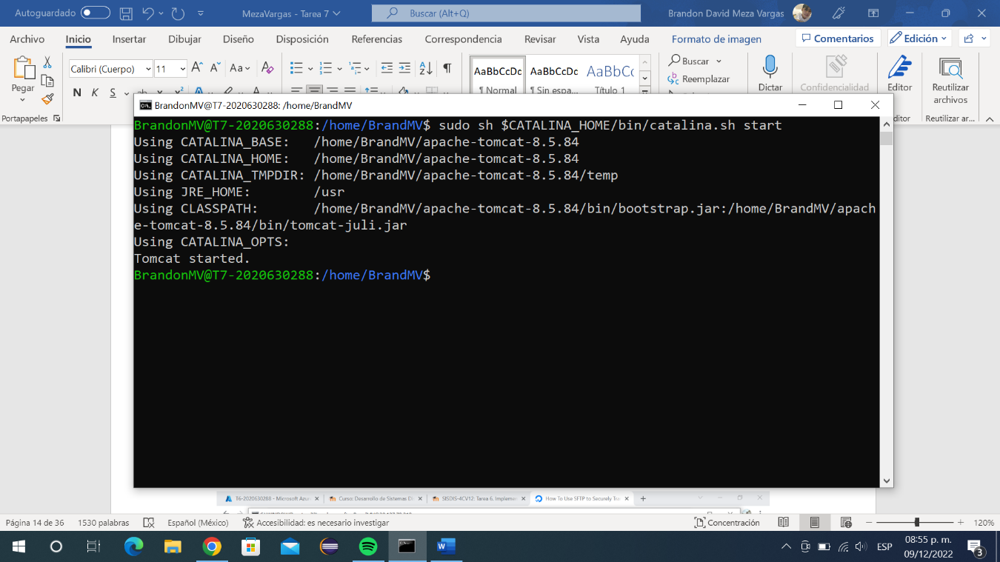 Autoguardado
MezaVargas - Tarea 7
Buscar (Alt+Q)
Brandon David Meza Vargas
Archivo Inicio Insertar Dibujar Diseño Disposición Referencias Correspondencia Revisar Vista Ayuda Formato de imagen
Comentarios
Edición
Pegar
Portapapeles
Calibri (Cuerpo) 11
Aa
N K S ab x x²
AaBbCcDc AaBbCcDc AaBbCc
¶ Normal ¶ Sin espa... Título 1
Buscar
Reemplazar
Dictar
Confidencialidad
Editor
Reutilizar
archivos
Reutilizar ar...
BrandonMV@T7-2020630288: /home/BrandMV
BrandonMV@T7-2020630288:/home/BrandMV$ sudo sh $CATALINA_HOME/bin/catalina.sh start
Using CATALINA_BASE: /home/BrandMV/apache-tomcat-8.5.84
Using CATALINA_HOME: /home/BrandMV/apache-tomcat-8.5.84
Using CATALINA_TMPDIR: /home/BrandMV/apache-tomcat-8.5.84/temp
Using JRE_HOME: /usr
Using CLASSPATH: /home/BrandMV/apache-tomcat-8.5.84/bin/bootstrap.jar:/home/BrandMV/apach
e-tomcat-8.5.84/bin/tomcat-juli.jar
Using CATALINA_OPTS:
Tomcat started.
BrandonMV@T7-2020630288:/home/BrandMV$
T6-2020630288 - Microsoft Azu Curso: Desarrollo de Sistemas Di SISDIS-4CV12: Tarea 6. Implemen How To Use SFTP to Securely Tra
Página 14 de 36 1530 palabras Español (México) Accesibilidad: es necesario investigar Concentración 120%
ESP
08:55 p. m.
09/12/2022
3